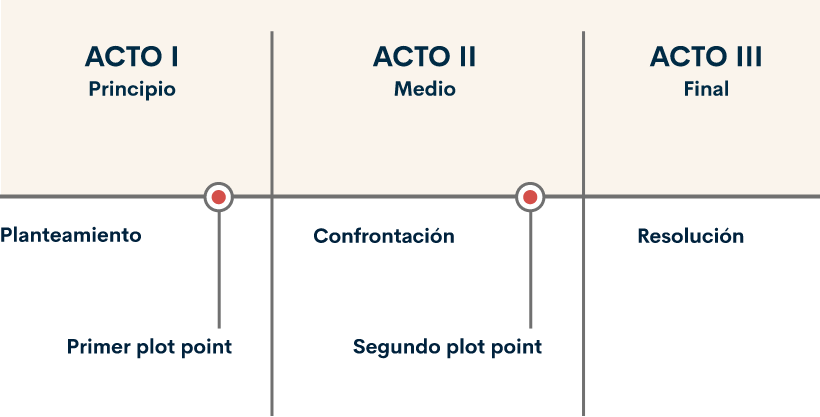 ACTO I
Principio
ACTO II
Medio
ACTO III
Final
Planteamiento
Confrontación
Resolución
Primer plot point
Segundo plot point